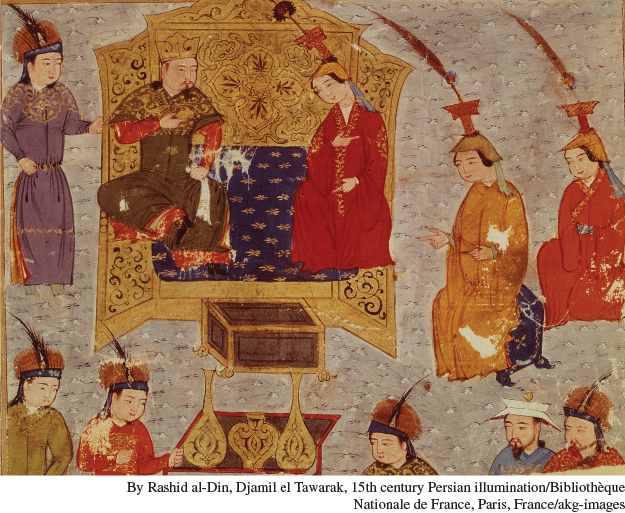 By Rashid al-Din, Djamil el Tawarak, 15th century Persian illumination/Bibliothèque
Nationale de France, Paris, France/akg-images